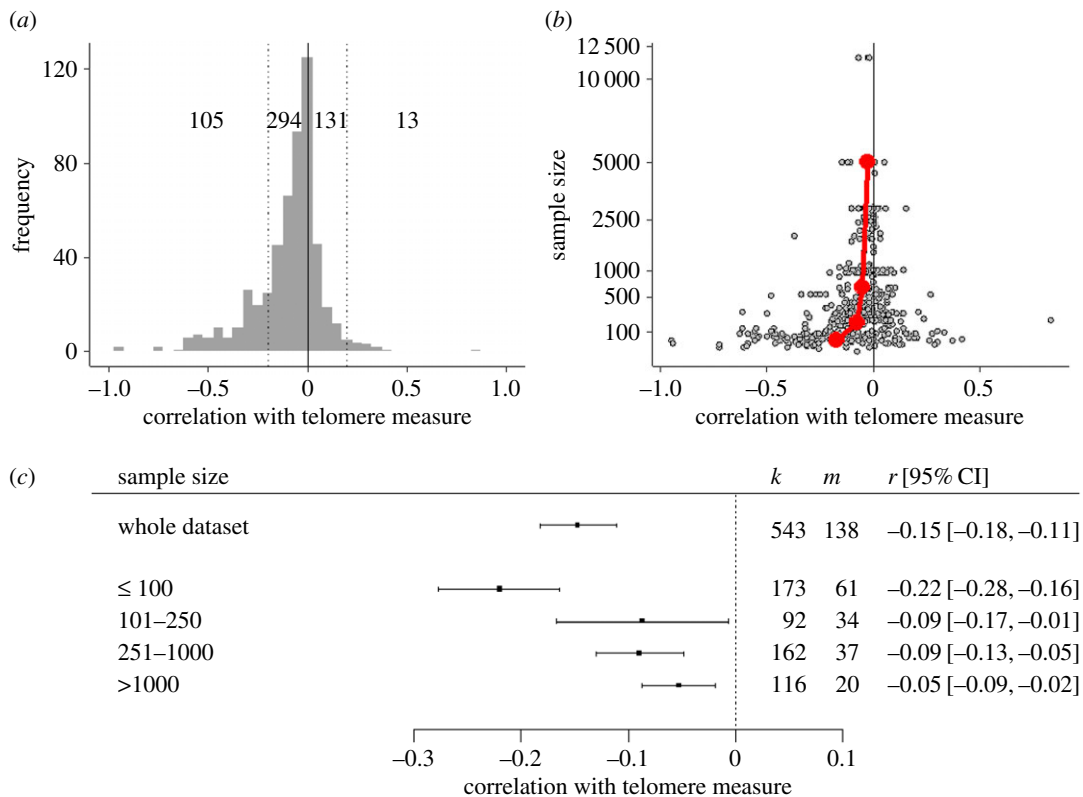 (a)
120
80
40
0
frequency
105
294
131
13
–1.0
–0.5
0
0.5
1.0
correlation with telomere measure
(b)
12 500
10 000
5000
2500
1000
500
100
sample size
–1.0
–0.5
0
0.5
correlation with telomere measure
(c)
sample size k m r [95% CI]
whole dataset 543 138 –0.15 [–0.18, –0.11]
≤ 100 173 61 –0.22 [–0.28, –0.16]
101–250 92 34 –0.09 [–0.17, –0.01]
251–1000 162 37 –0.09 [–0.13, –0.05]
>1000 116 20 –0.05 [–0.09, –0.02]
–0.3 –0.2 –0.1 0 0.1
correlation with telomere measure